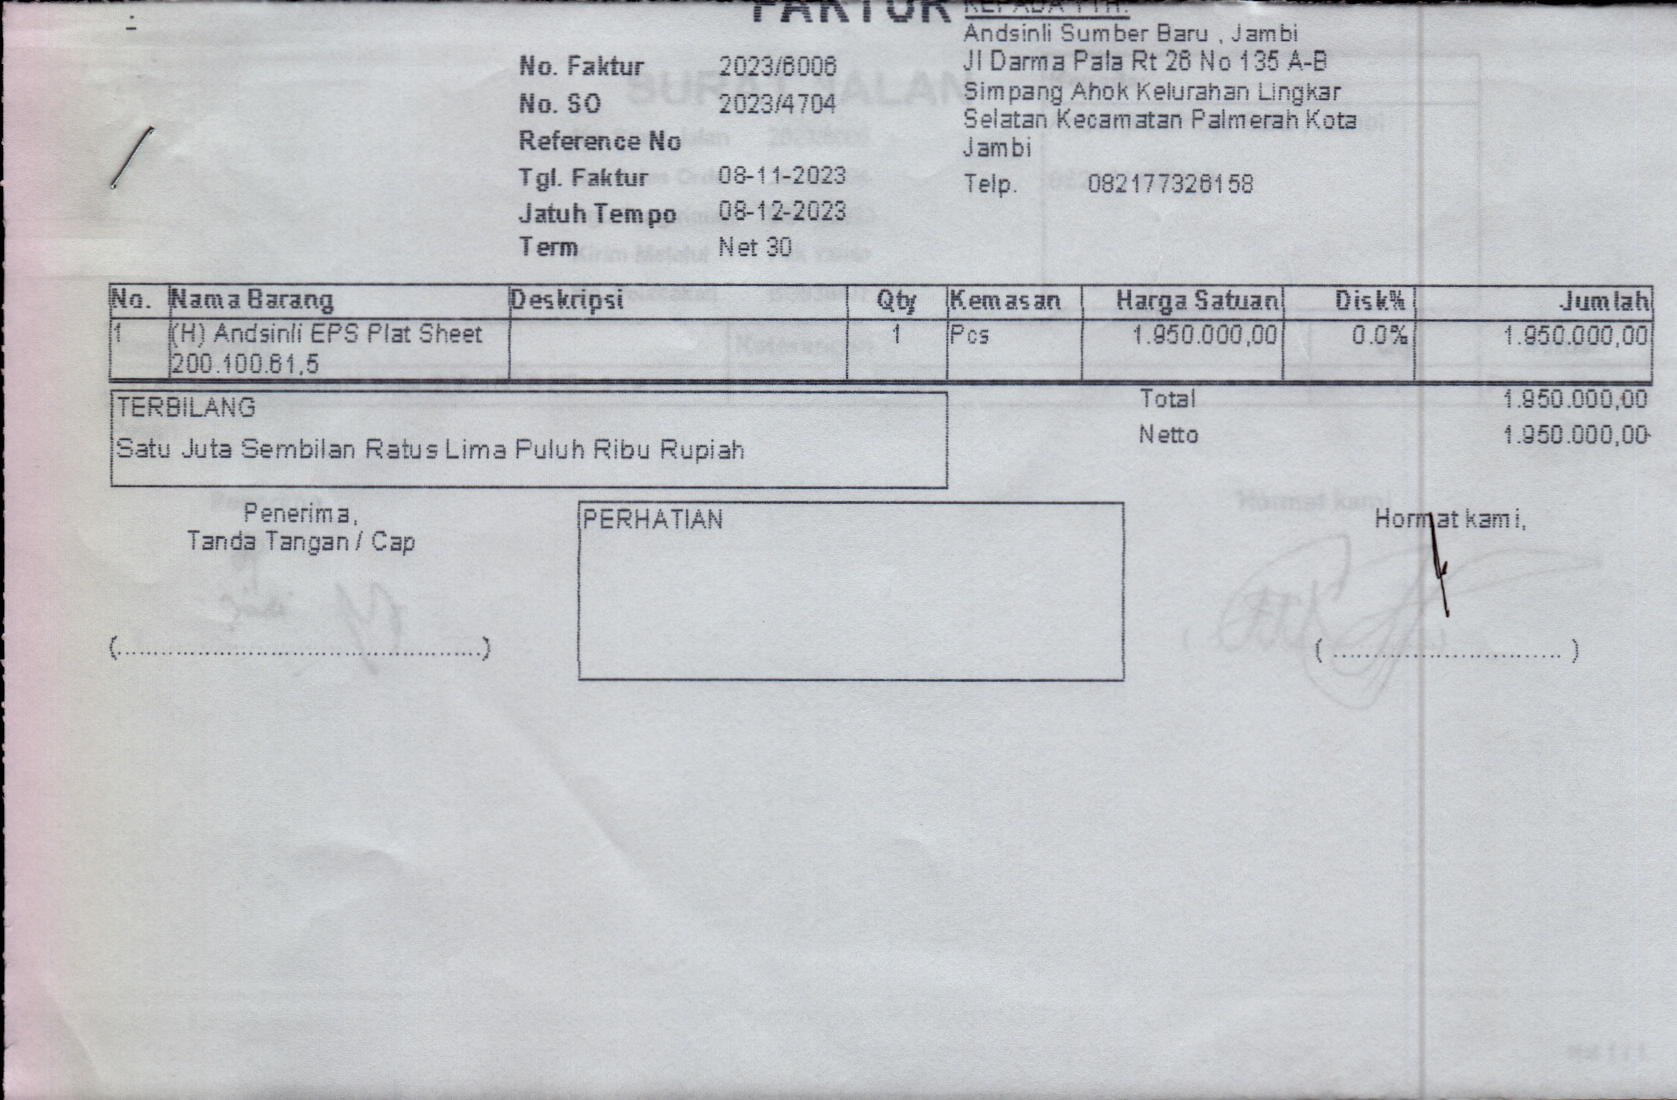 FAKTUR
KEPADA YTH.
Andsinli Sumber Baru , Jambi
Jl Darma Pala Rt 26 No 135 A-B
Simpang Ahok Kelurahan Lingkar
Selatan Kecamatan Palmerah Kota
Jambi
Telp. 082177326158
No. Faktur 2023/6006
No. SO 2023/4704
Reference No
Tgl. Faktur 08-11-2023
Jatuh Tempo 08-12-2023
Term Net 30
No. Nama Barang Deskripsi Qty Kemasan Harga Satuan Disk% Jumlah
1 (H) Andsinli EPS Plat Sheet 1 Pcs 1.950.000,00 0.0% 1.950.000,00
200.100.61,5
TERBILANG
Satu Juta Sembilan Ratus Lima Puluh Ribu Rupiah
Total 1.950.000,00
Netto 1.950.000,00
Penerima,
Tanda Tangan / Cap
(................................................)
PERHATIAN
Hormat kami,
( .............................. )
SURAT JALAN
Hormat kami